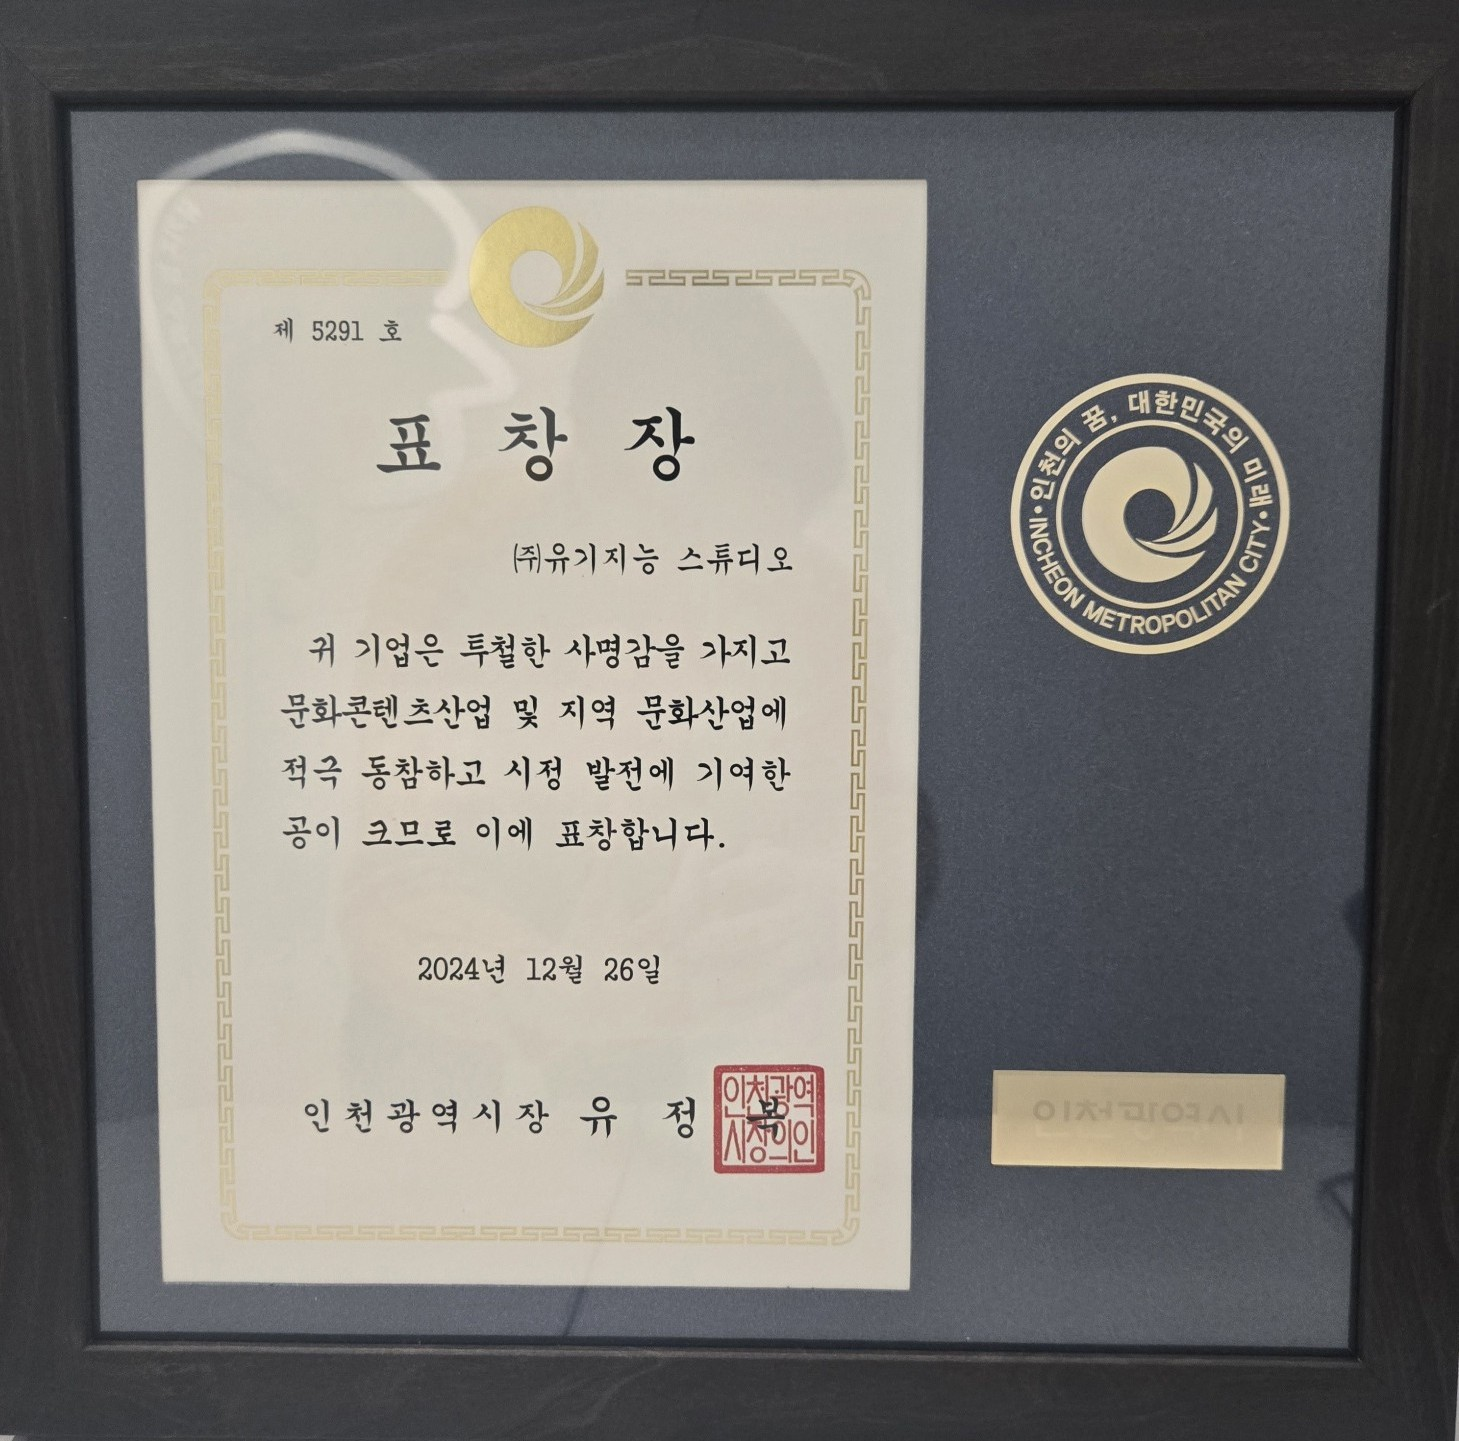 제 5291 호
표 창 장
㈜유기지능 스튜디오
귀 기업은 투철한 사명감을 가지고
문화콘텐츠산업 및 지역 문화산업에
적극 동참하고 시정 발전에 기여한
공이 크므로 이에 표창합니다.
2024년 12월 26일
인천광역시장 유 정 복
인천광역
시장의인
•인천의 꿈, 대한민국의 미래•
INCHEON METROPOLITAN CITY